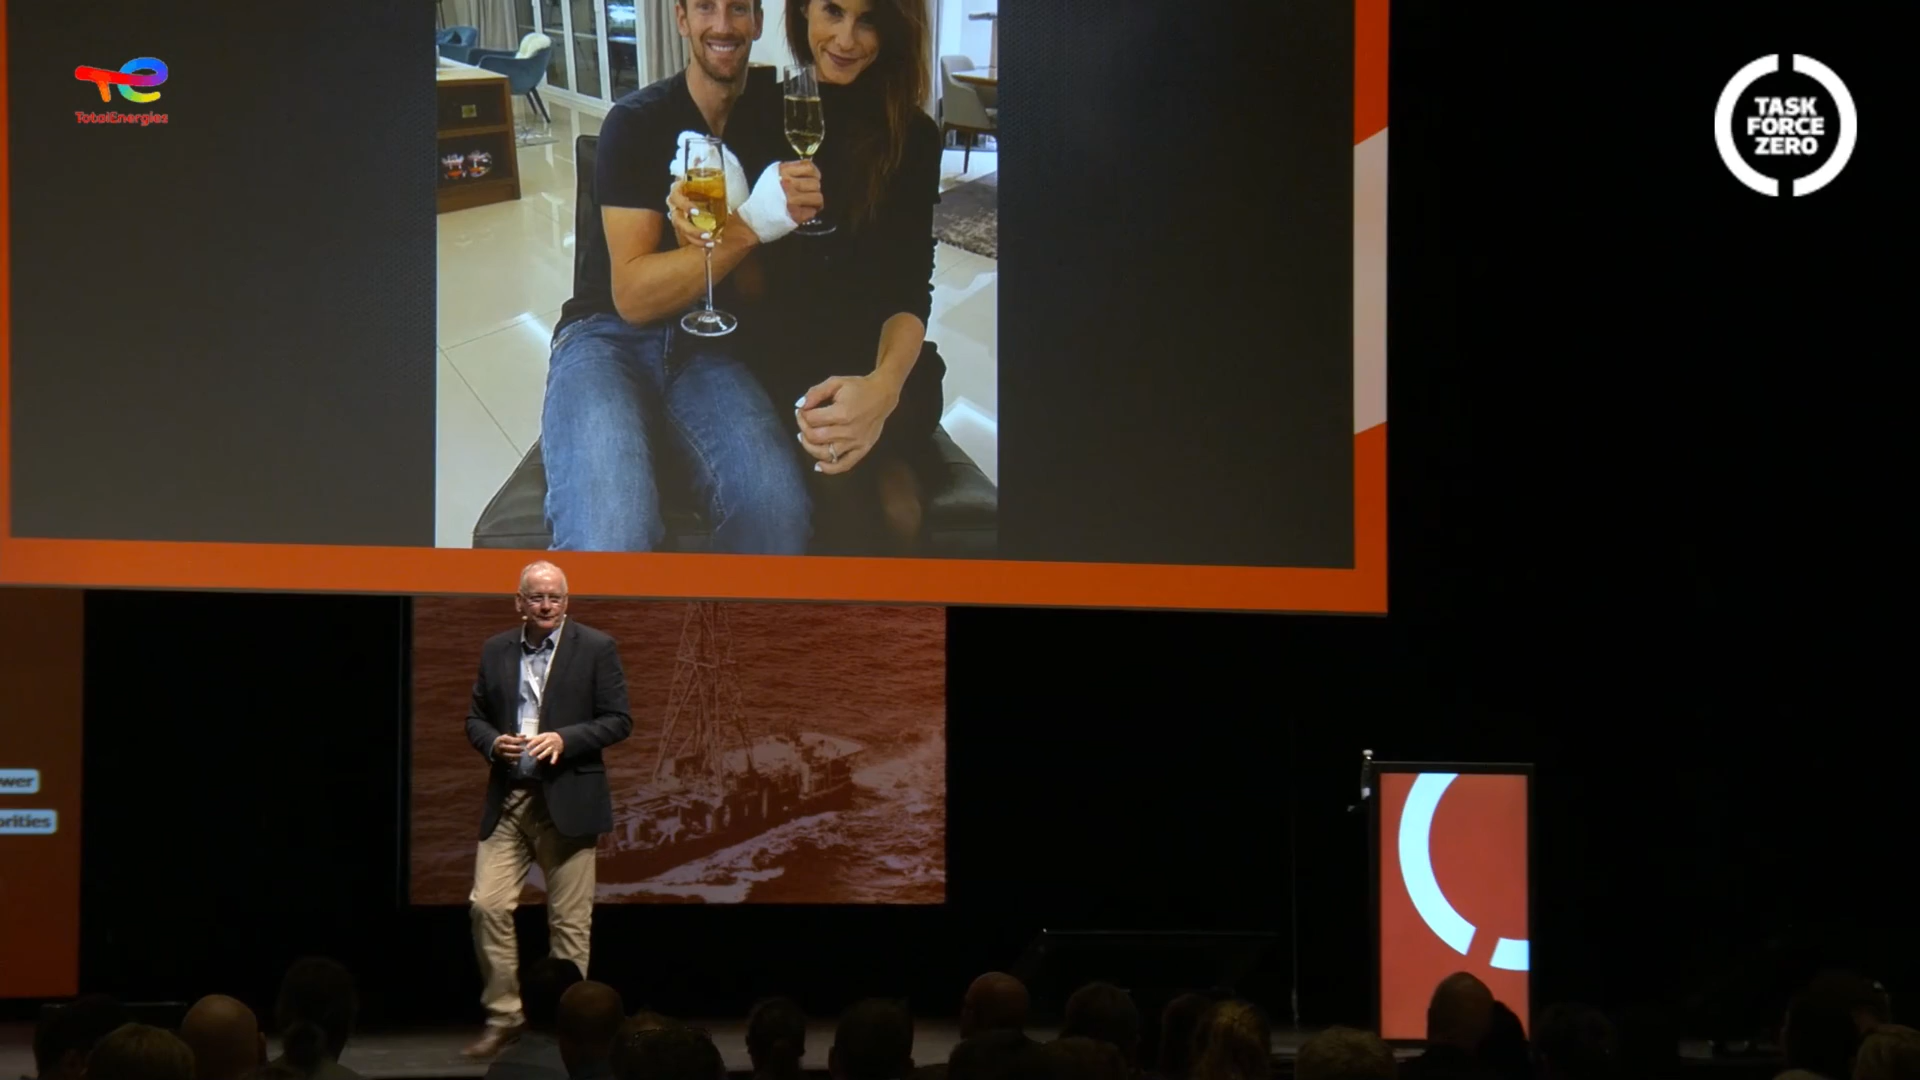 TotalEnergies
TASK
FORCE
ZERO
wer
orities